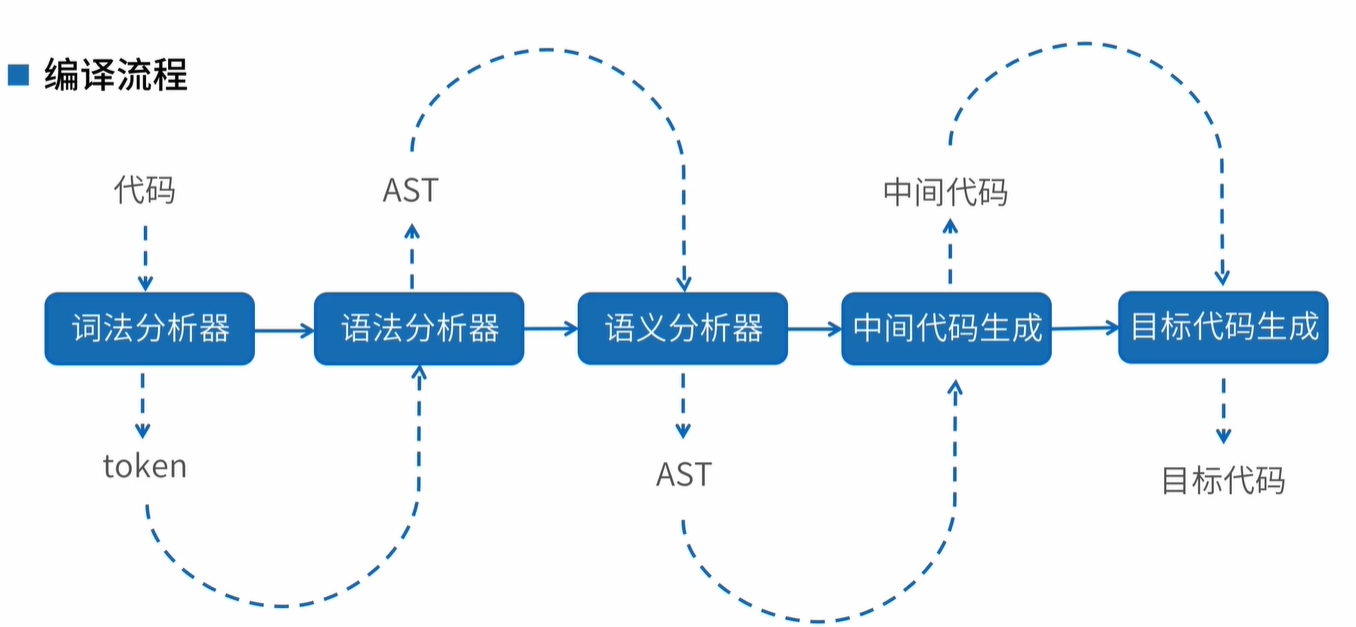 编译流程
代码
AST
中间代码
词法分析器
语法分析器
语义分析器
中间代码生成
目标代码生成
token
AST
目标代码